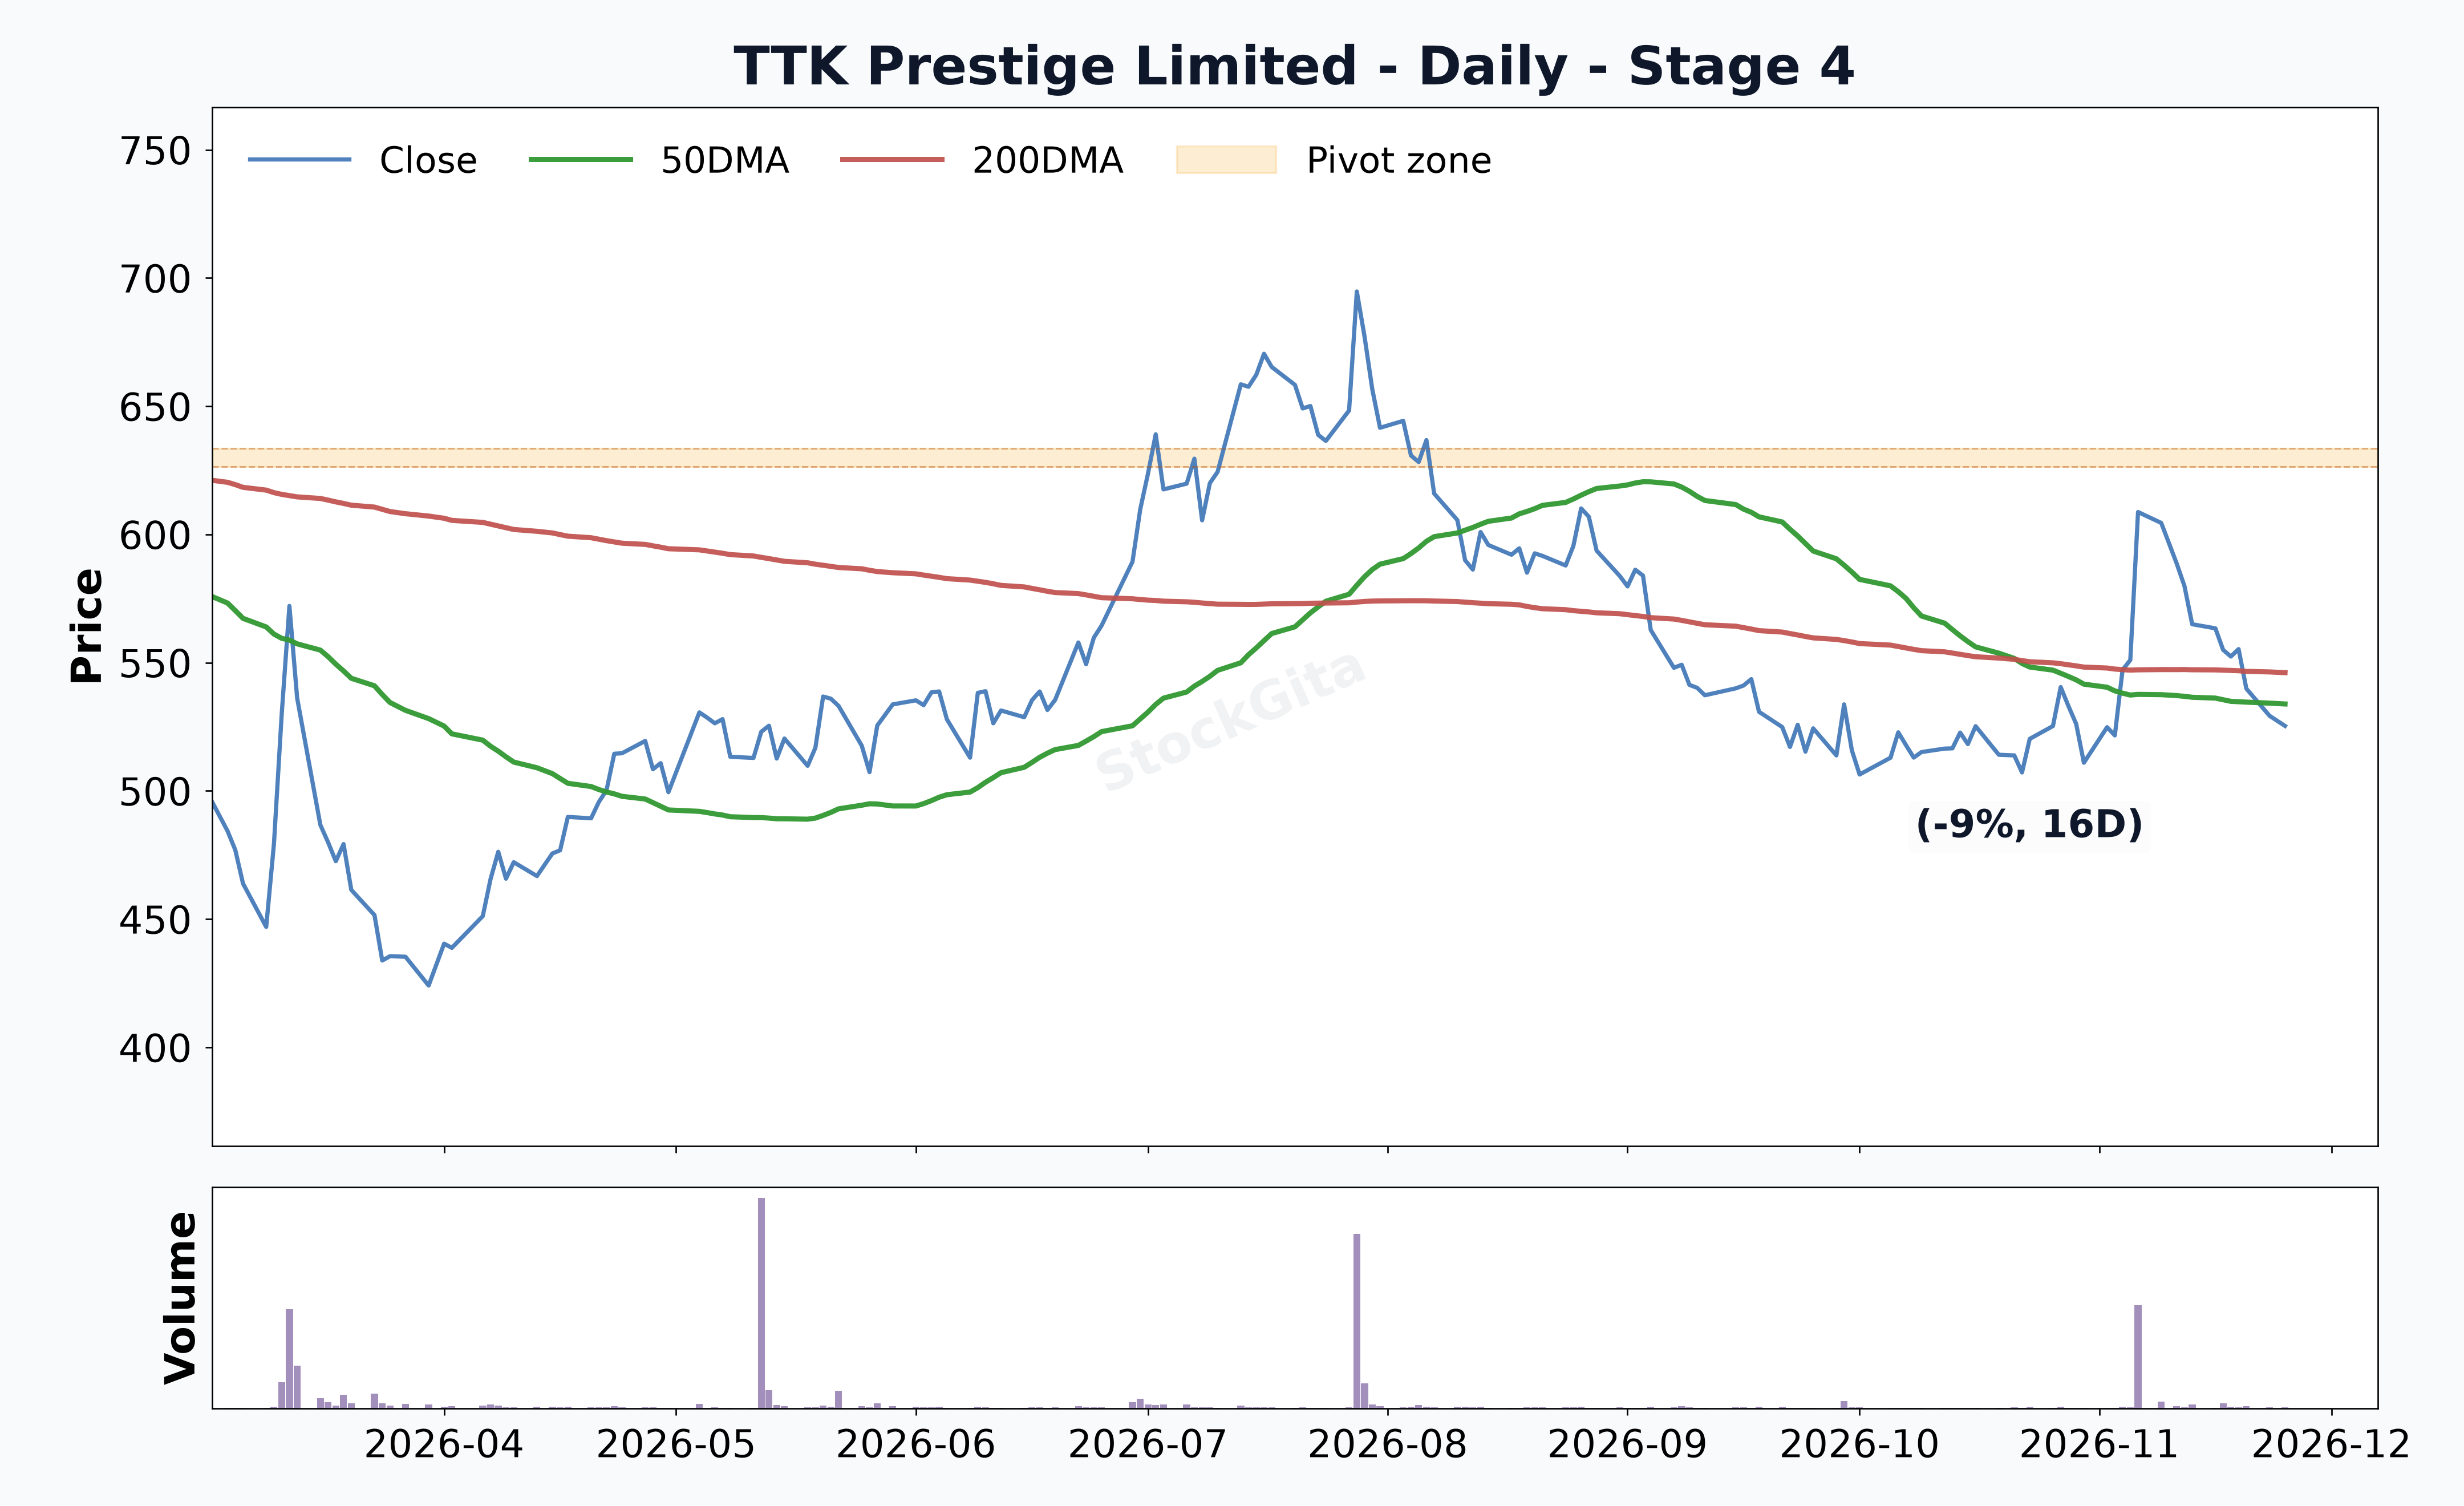 TTK Prestige Limited - Daily - Stage 4
Close 50DMA 200DMA Pivot zone
750
700
650
600
550
500
450
400
Price
StockGita
(-9%, 16D)
Volume
2026-04 2026-05 2026-06 2026-07 2026-08 2026-09 2026-10 2026-11 2026-12